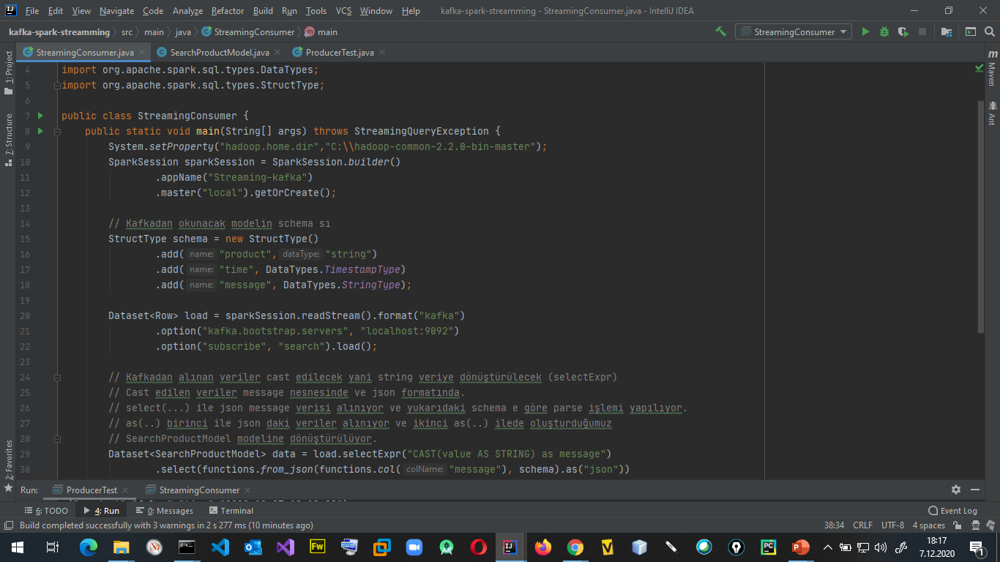 File Edit View Navigate Code Analyze Refactor Build Run Tools VCS Window Help kafka-spark-streamming - StreamingConsumer.java - IntelliJ IDEA
kafka-spark-streamming src main java StreamingConsumer main StreamingConsumer
StreamingConsumer.java SearchProductModel.java ProducerTest.java
1: Project
7: Structure
2: Favorites
Maven
Ant
4 import org.apache.spark.sql.types.DataTypes;
5 import org.apache.spark.sql.types.StructType;
6
7 public class StreamingConsumer {
8 public static void main(String[] args) throws StreamingQueryException {
9 System.setProperty("hadoop.home.dir","C:\\hadoop-common-2.2.0-bin-master");
10 SparkSession sparkSession = SparkSession.builder()
11 .appName("Streaming-kafka")
12 .master("local").getOrCreate();
13
14 // Kafkadan okunacak modelin schema sı
15 StructType schema = new StructType()
16 .add( name: "product", dataType: "string")
17 .add( name: "time", DataTypes.TimestampType)
18 .add( name: "message", DataTypes.StringType);
19
20 Dataset<Row> load = sparkSession.readStream().format("kafka")
21 .option("kafka.bootstrap.servers", "localhost:9092")
22 .option("subscribe", "search").load();
23
24 // Kafkadan alınan veriler cast edilecek yani string veriye dönüştürülecek (selectExpr)
25 // Cast edilen veriler message nesnesinde ve json formatında.
26 // select(...) ile json message verisi alınıyor ve yukarıdaki schema e göre parse işlemi yapılıyor.
27 // as(..) birinci ile json daki veriler alınıyor ve ikinci as(..) ilede oluşturduğumuz
28 // SearchProductModel modeline dönüştürülüyor.
29 Dataset<SearchProductModel> data = load.selectExpr("CAST(value AS STRING) as message")
30 .select(functions.from_json(functions.col( colName: "message"), schema).as("json"))
Run: ProducerTest StreamingConsumer
6: TODO 4: Run 0: Messages Terminal Event Log
Build completed successfully with 3 warnings in 2 s 277 ms (10 minutes ago) 38:34 CRLF UTF-8 4 spaces
18:17
7.12.2020